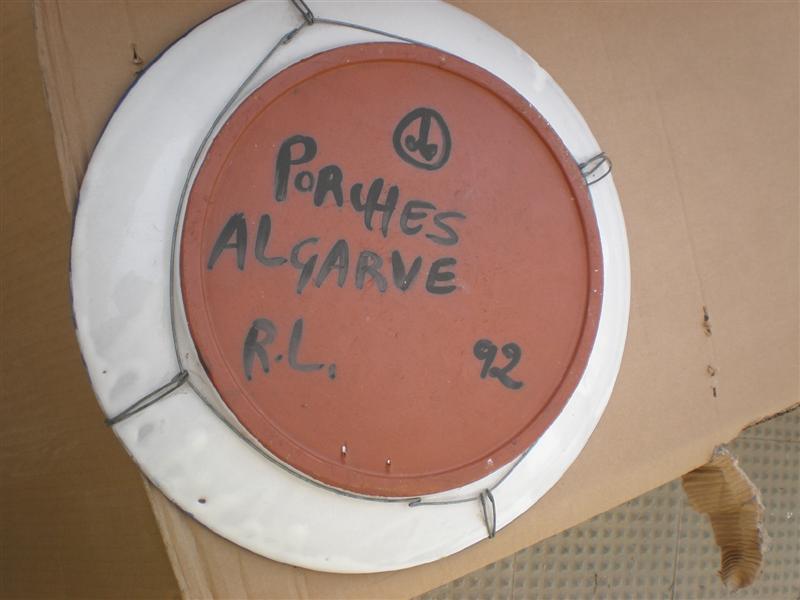 PORCHES
ALGARVE
R.L.
92